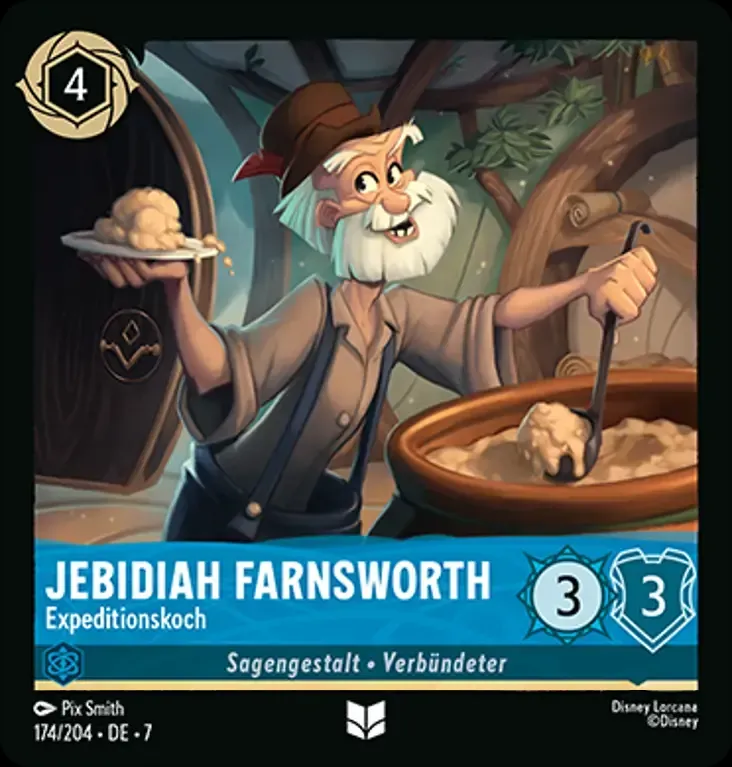 4
JEBIDIAH FARNSWORTH
Expeditionskoch
3
3
Sagengestalt • Verbündeter
Pix Smith
174/204 • DE • 7
Disney Lorcana
©Disney